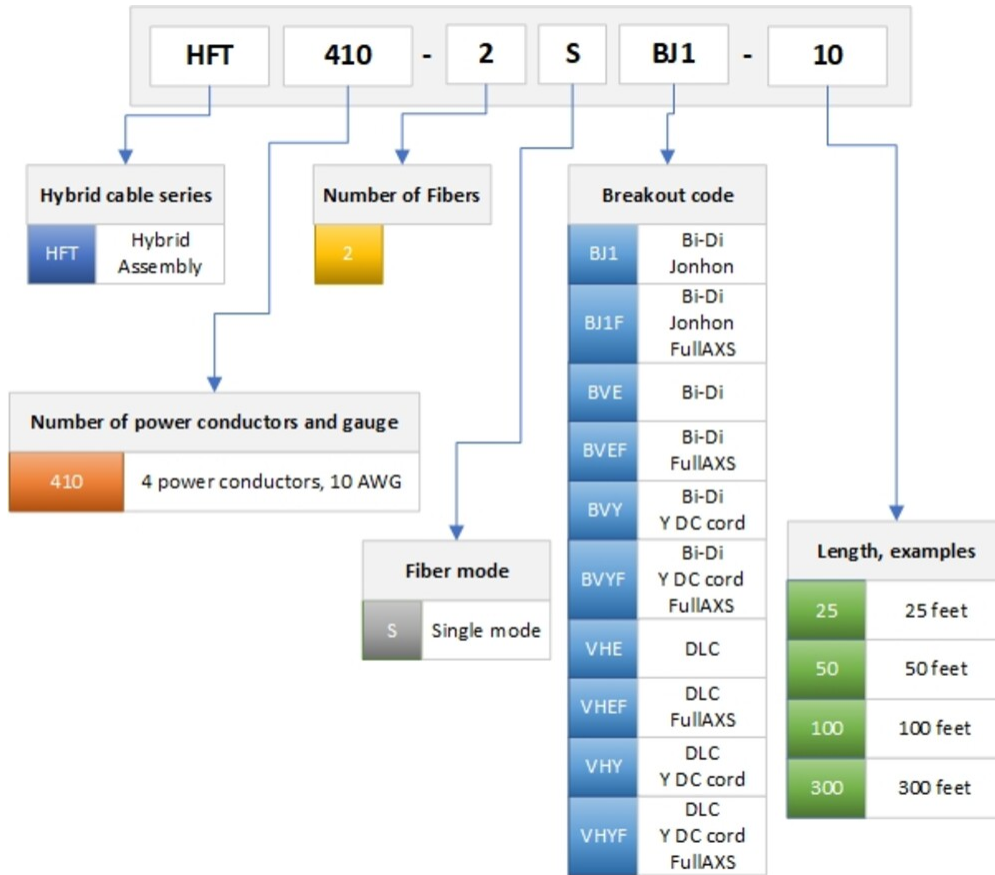 HFT 410 - 2 S BJ1 - 10
Hybrid cable series
HFT Hybrid
Assembly
Number of Fibers
2
Number of power conductors and gauge
410 4 power conductors, 10 AWG
Fiber mode
S Single mode
Breakout code
BJ1 Bi-Di
Jonhon
BJ1F Bi-Di
Jonhon
FullAXS
BVE Bi-Di
BVEF Bi-Di
FullAXS
BVY Bi-Di
Y DC cord
BVYF Bi-Di
Y DC cord
FullAXS
VHE DLC
VHEF DLC
FullAXS
VHY DLC
Y DC cord
VHYF DLC
Y DC cord
FullAXS
Length, examples
25 25 feet
50 50 feet
100 100 feet
300 300 feet